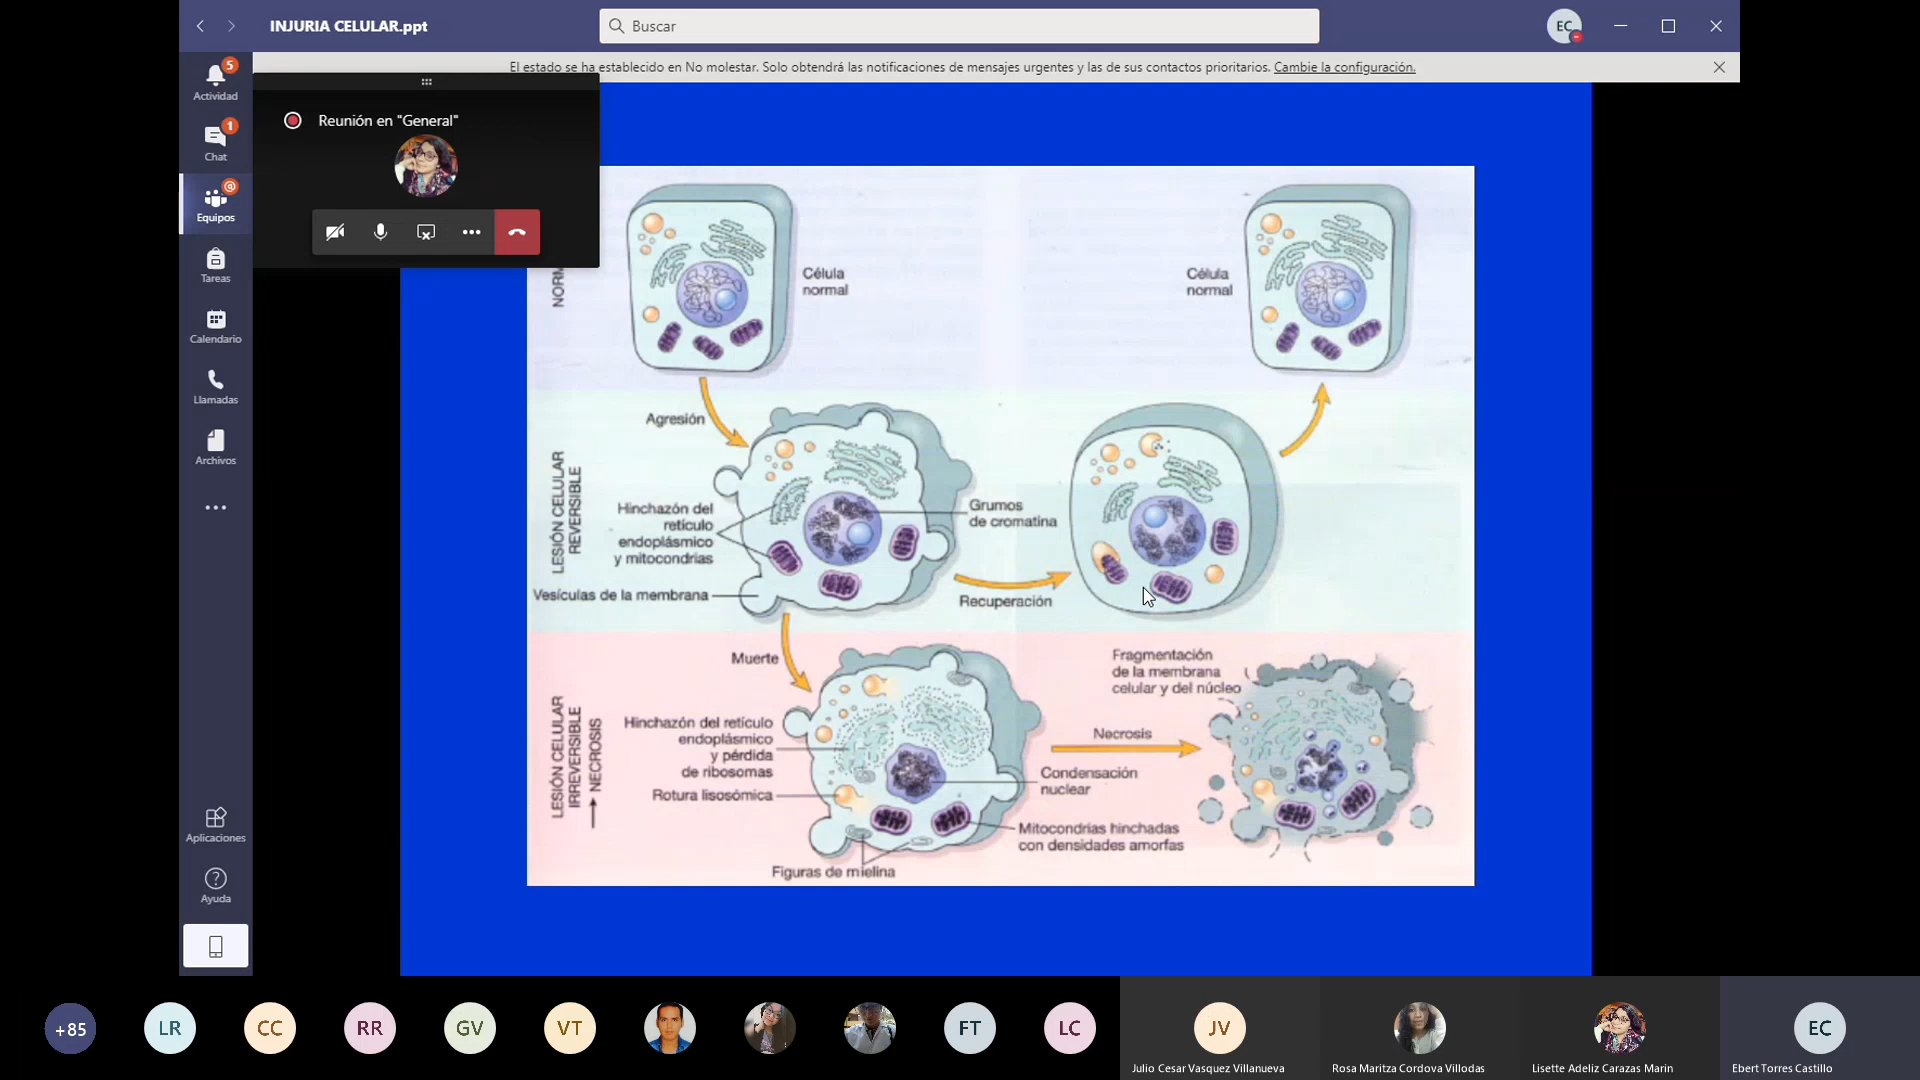 INJURIA CELULAR.ppt
Buscar
EC
El estado se ha establecido en No molestar. Solo obtendrá las notificaciones de mensajes urgentes y las de sus contactos prioritarios. Cambie la configuración.
5
Actividad
1
Chat
@
Equipos
Tareas
Calendario
Llamadas
Archivos
Aplicaciones
Ayuda
Reunión en "General"
Célula
normal
Célula
normal
LESIÓN CELULAR
REVERSIBLE
Agresión
Hinchazón del
retículo
endoplásmico
y mitocondrias
Vesículas de la membrana
Grumos
de cromatina
Recuperación
LESIÓN CELULAR
IRREVERSIBLE
NECROSIS
Muerte
Hinchazón del retículo
endoplásmico
y pérdida
de ribosomas
Rotura lisosómica
Figuras de mielina
Necrosis
Condensación
nuclear
Mitocondrias hinchadas
con densidades amorfas
Fragmentación
de la membrana
celular y del núcleo
+85
LR
CC
RR
GV
VT
FT
LC
JV
EC
Julio Cesar Vasquez Villanueva
Rosa Maritza Cordova Villodas
Lisette Adeliz Carazas Marin
Ebert Torres Castillo